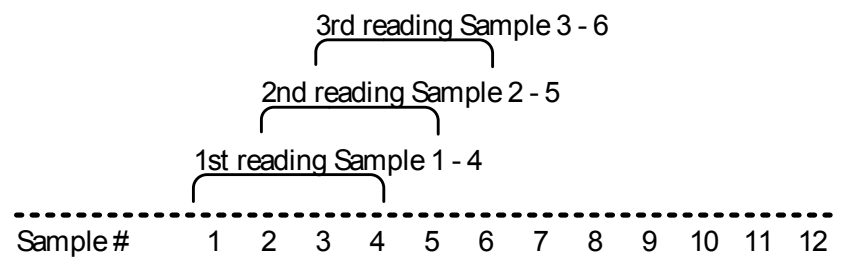 3rd reading Sample 3 - 6
2nd reading Sample 2 - 5
1st reading Sample 1 - 4
Sample # 1 2 3 4 5 6 7 8 9 10 11 12